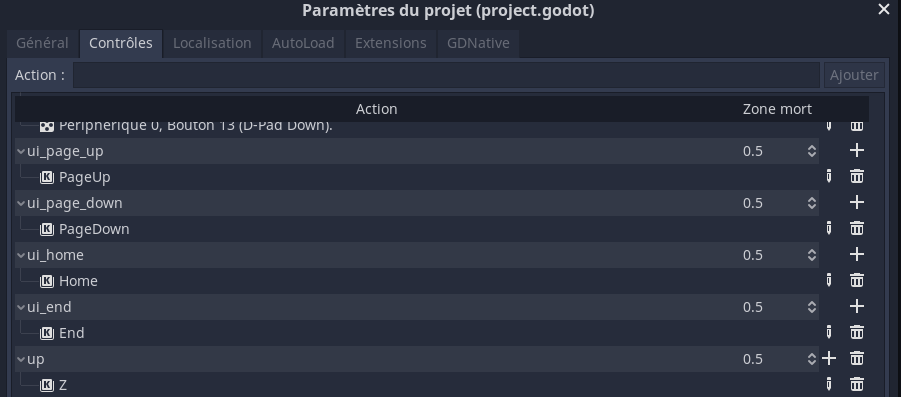 Paramètres du projet (project.godot)
Général Contrôles Localisation AutoLoad Extensions GDNative
Action : Ajouter
Action Zone mort
Périphérique 0, Bouton 13 (D-Pad Down).
ui_page_up 0.5
PageUp
ui_page_down 0.5
PageDown
ui_home 0.5
Home
ui_end 0.5
End
up 0.5
Z